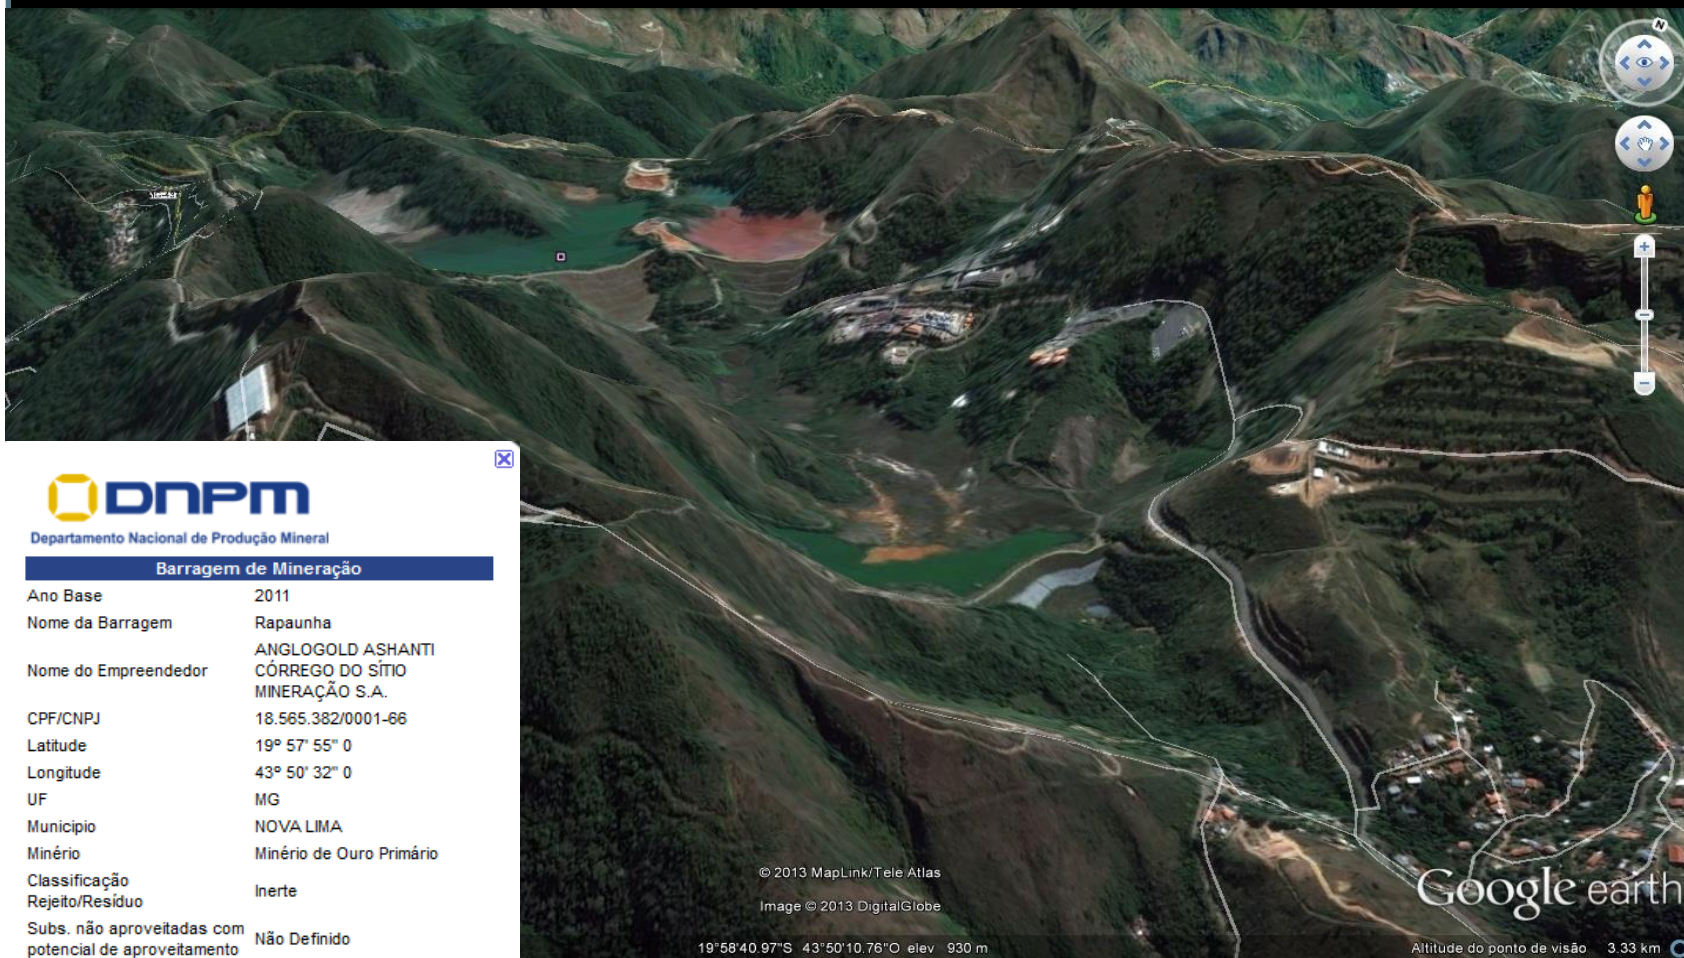 N
DNPM
Departamento Nacional de Produção Mineral
Barragem de Mineração
Ano Base 2011
Nome da Barragem Rapaunha
Nome do Empreendedor ANGLOGOLD ASHANTI
CÓRREGO DO SÍTIO
MINERAÇÃO S.A.
CPF/CNPJ 18.565.382/0001-66
Latitude 19º 57' 55" 0
Longitude 43º 50' 32" 0
UF MG
Municipio NOVA LIMA
Minério Minério de Ouro Primário
Classificação
Rejeito/Resíduo Inerte
Subs. não aproveitadas com
potencial de aproveitamento Não Definido
© 2013 MapLink/Tele Atlas
Image © 2013 DigitalGlobe
Google earth
19°58'40.97"S 43°50'10.76"O elev 930 m
Altitude do ponto de visão 3.33 km